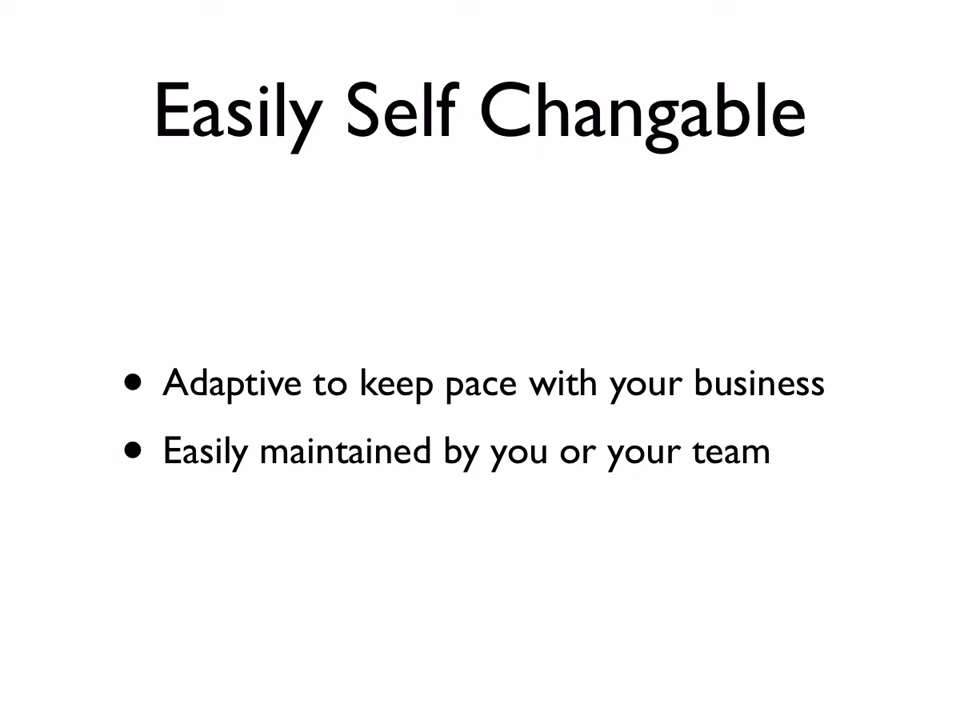 Easily Self Changable
• Adaptive to keep pace with your business
• Easily maintained by you or your team